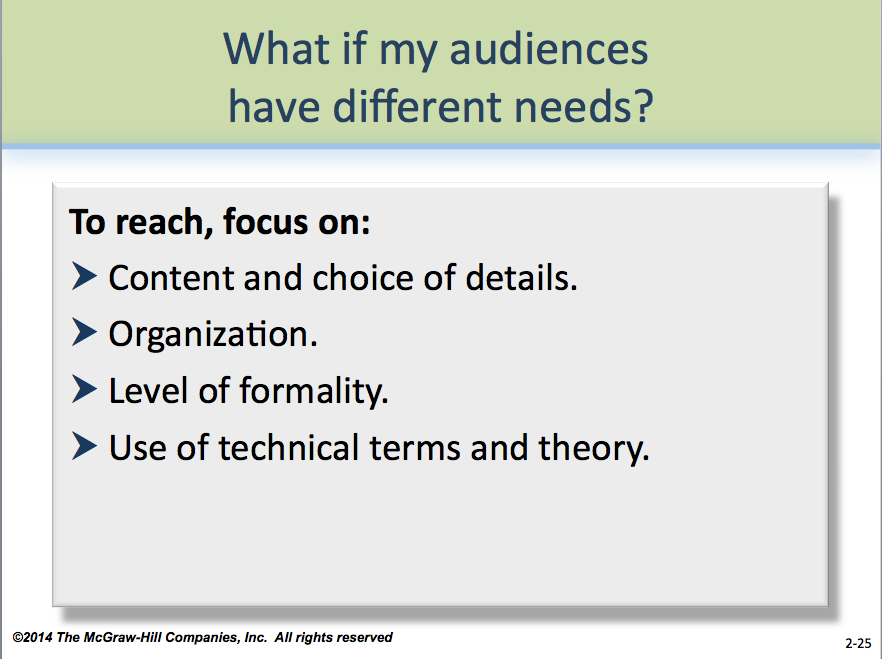 What if my audiences
have different needs?
To reach, focus on:
➤ Content and choice of details.
➤ Organization.
➤ Level of formality.
➤ Use of technical terms and theory.
©2014 The McGraw-Hill Companies, Inc. All rights reserved
2-25